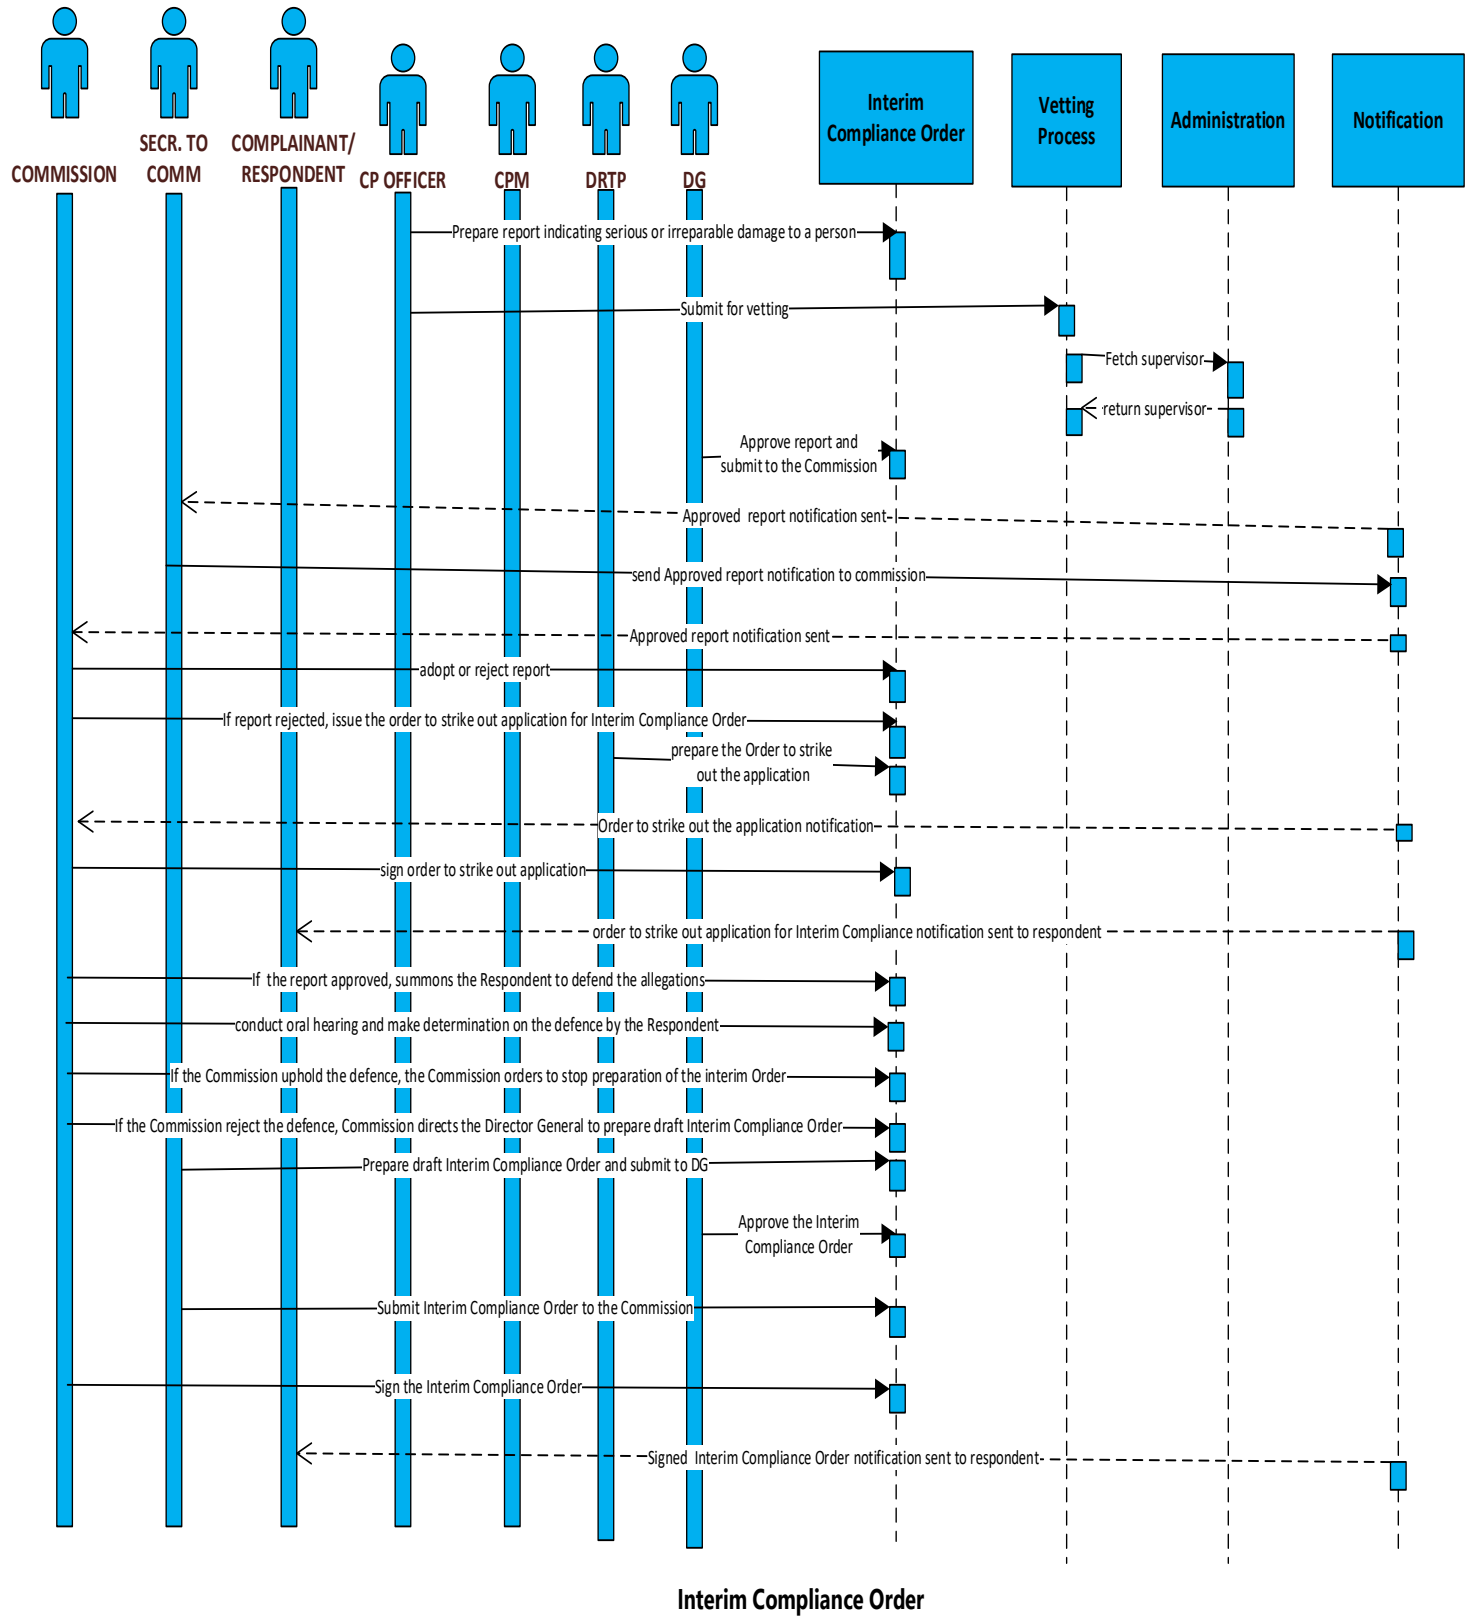 COMMISSION
SECR. TO
COMM
COMPLAINANT/
RESPONDENT
CP OFFICER
CPM
DRTP
DG
Interim
Compliance Order
Vetting
Process
Administration
Notification
Prepare report indicating serious or irreparable damage to a person
Submit for vetting
Fetch supervisor
return supervisor
Approve report and
submit to the Commission
Approved report notification sent
send Approved report notification to commission
Approved report notification sent
adopt or reject report
If report rejected, issue the order to strike out application for Interim Compliance Order
prepare the Order to strike
out the application
Order to strike out the application notification
sign order to strike out application
order to strike out application for Interim Compliance notification sent to respondent
If the report approved, summons the Respondent to defend the allegations
conduct oral hearing and make determination on the defence by the Respondent
If the Commission uphold the defence, the Commission orders to stop preparation of the interim Order
If the Commission reject the defence, Commission directs the Director General to prepare draft Interim Compliance Order
Prepare draft Interim Compliance Order and submit to DG
Approve the Interim
Compliance Order
Submit Interim Compliance Order to the Commission
Sign the Interim Compliance Order
Signed Interim Compliance Order notification sent to respondent
Interim Compliance Order